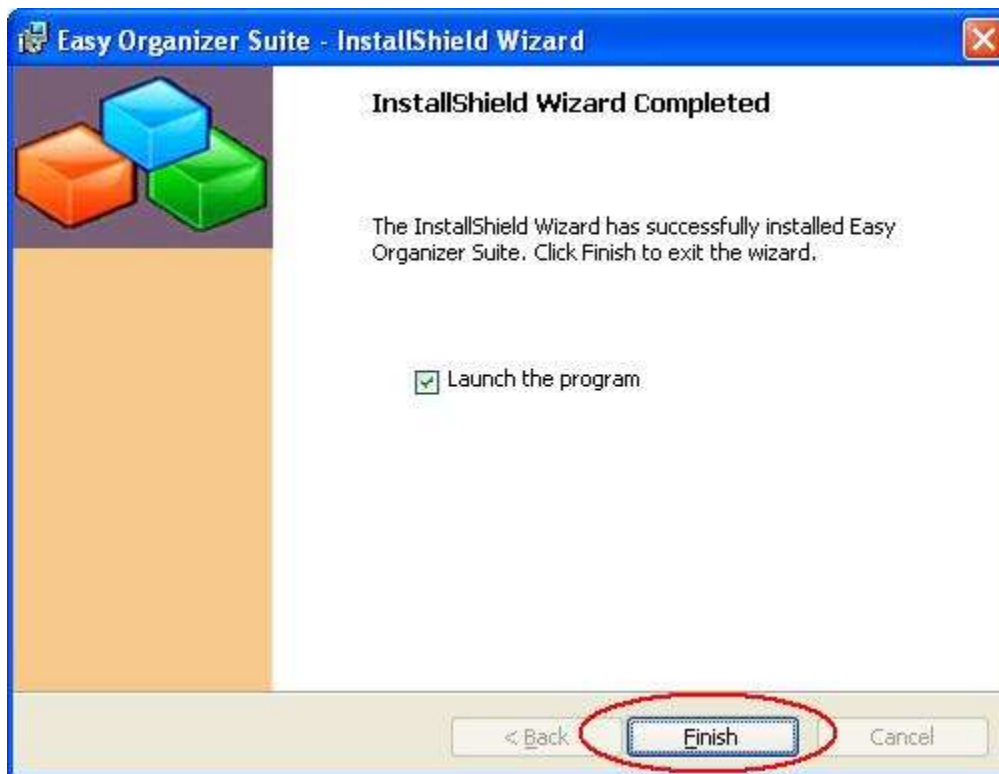 Easy Organizer Suite - InstallShield Wizard
InstallShield Wizard Completed
The InstallShield Wizard has successfully installed Easy
Organizer Suite. Click Finish to exit the wizard.
Launch the program
< Back
Finish
Cancel